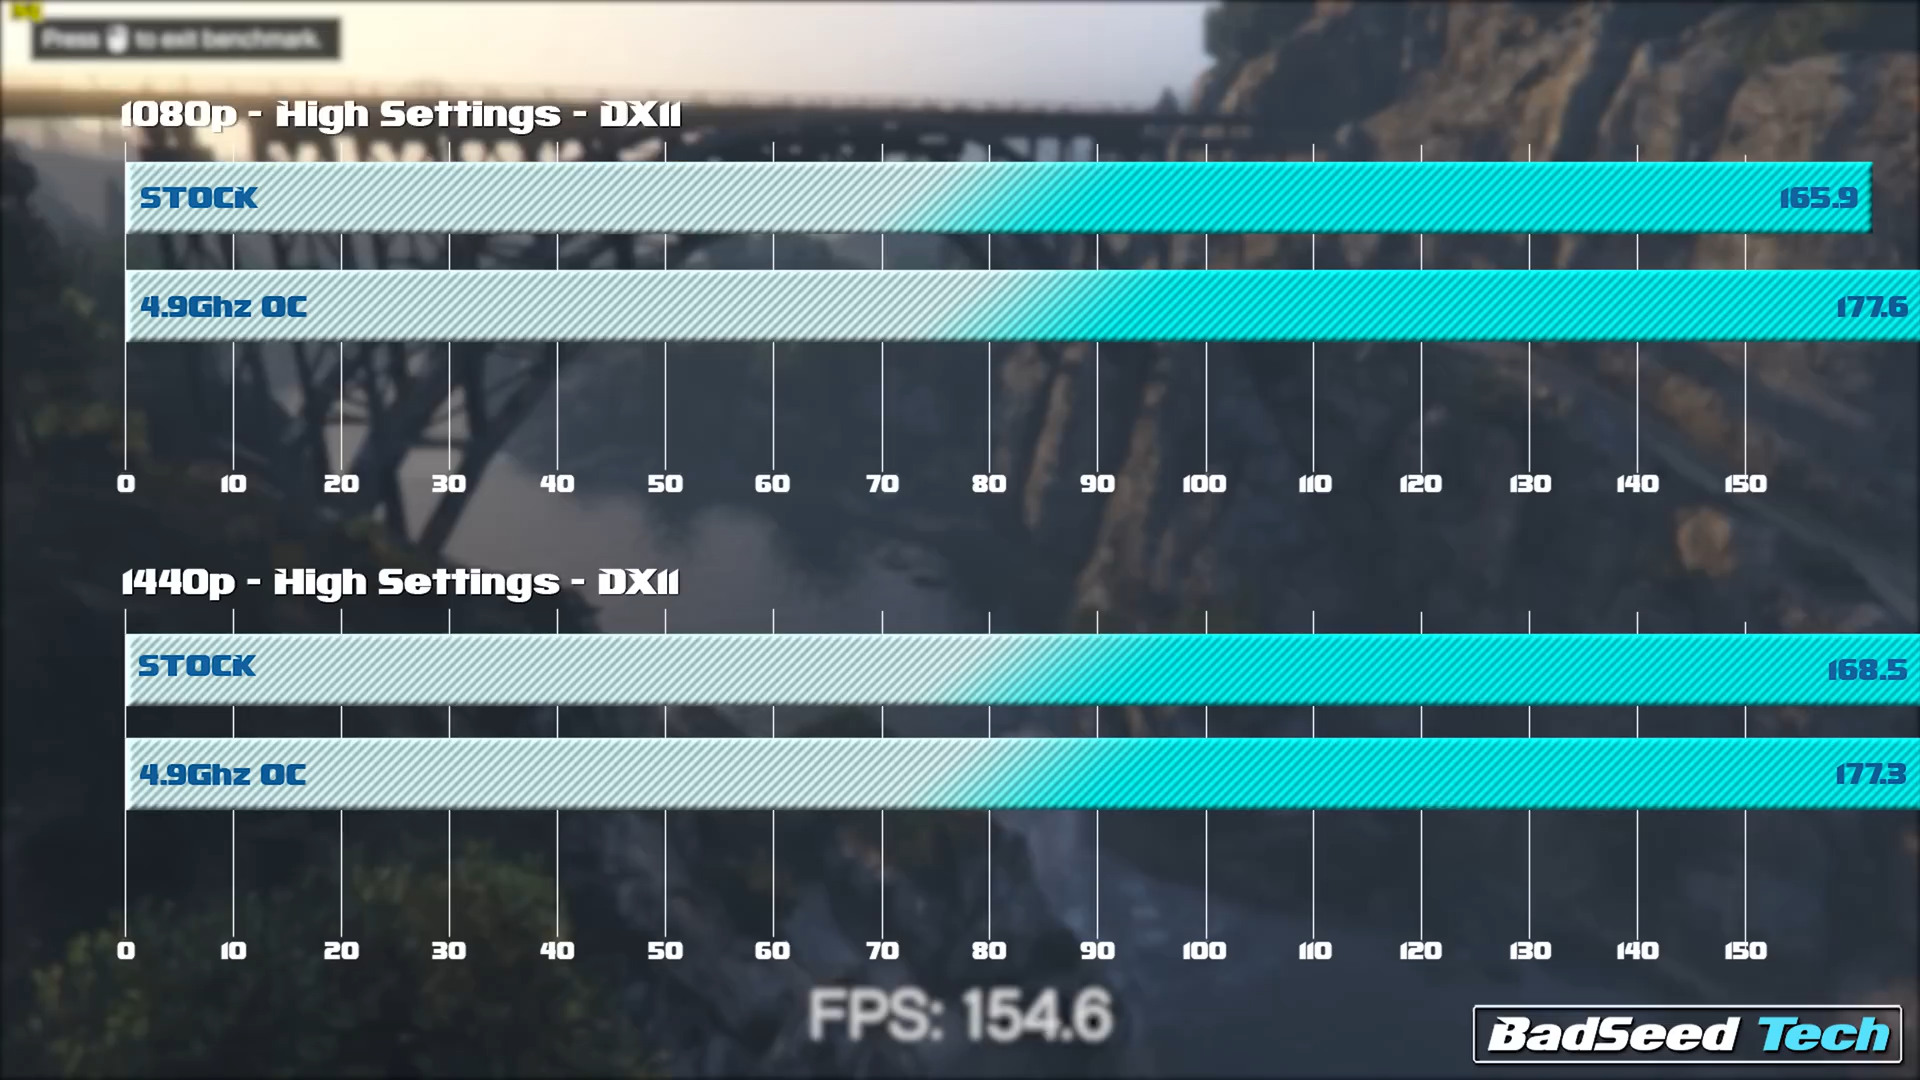 Press to exit benchmark.
1080p - High Settings - DX11
STOCK 165.9
4.9Ghz OC 177.6
0 10 20 30 40 50 60 70 80 90 100 110 120 130 140 150
1440p - High Settings - DX11
STOCK 168.5
4.9Ghz OC 177.3
0 10 20 30 40 50 60 70 80 90 100 110 120 130 140 150
FPS: 154.6
BadSeed Tech